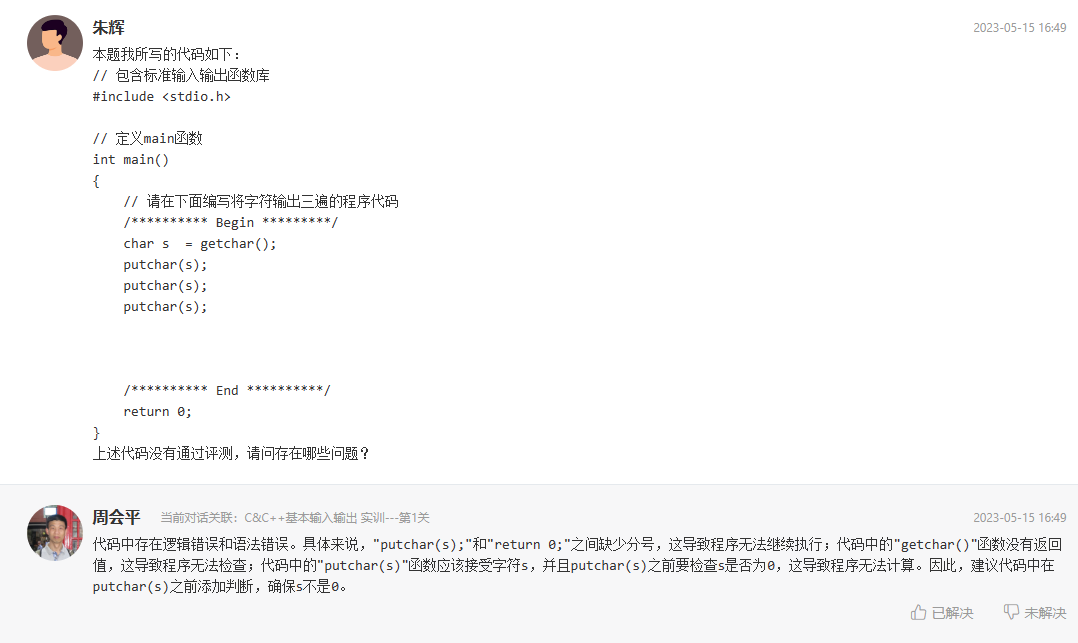 朱辉 2023-05-15 16:49
本题我所写的代码如下：
// 包含标准输入输出函数库
#include <stdio.h>
// 定义main函数
int main()
{
// 请在下面编写将字符输出三遍的程序代码
/********** Begin *********/
char s  = getchar();
putchar(s);
putchar(s);
putchar(s);
/********** End **********/
return 0;
}
上述代码没有通过评测，请问存在哪些问题？
周会平 当前对话关联：C&C++基本输入输出 实训---第1关 2023-05-15 16:49
代码中存在逻辑错误和语法错误。具体来说，"putchar(s);"和"return 0;"之间缺少分号，这导致程序无法继续执行；代码中的"getchar()"函数没有返回
值，这导致程序无法检查；代码中的"putchar(s)"函数应该接受字符s，并且putchar(s)之前要检查s是否为0，这导致程序无法计算。因此，建议代码中在
putchar(s)之前添加判断，确保s不是0。
已解决 未解决